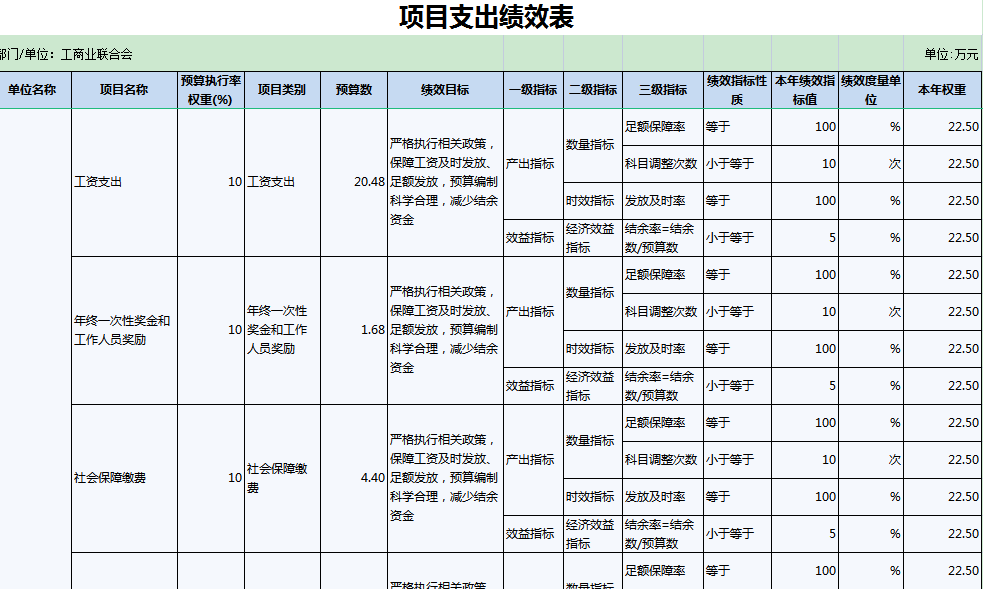 项目支出绩效表
部门/单位：工商业联合会 单位:万元
单位名称 项目名称 预算执行率权重(%) 项目类别 预算数 绩效目标 一级指标 二级指标 三级指标 绩效指标性质 本年绩效指标值 绩效度量单位 本年权重
工资支出 10 工资支出 20.48 严格执行相关政策，保障工资及时发放、足额发放，预算编制科学合理，减少结余资金
产出指标 数量指标 足额保障率 等于 100 % 22.50
科目调整次数 小于等于 10 次 22.50
时效指标 发放及时率 等于 100 % 22.50
效益指标 经济效益指标 结余率=结余数/预算数 小于等于 5 % 22.50
年终一次性奖金和工作人员奖励 10 年终一次性奖金和工作人员奖励 1.68 严格执行相关政策，保障工资及时发放、足额发放，预算编制科学合理，减少结余资金
产出指标 数量指标 足额保障率 等于 100 % 22.50
科目调整次数 小于等于 10 次 22.50
时效指标 发放及时率 等于 100 % 22.50
效益指标 经济效益指标 结余率=结余数/预算数 小于等于 5 % 22.50
社会保障缴费 10 社会保障缴费 4.40 严格执行相关政策，保障工资及时发放、足额发放，预算编制科学合理，减少结余资金
产出指标 数量指标 足额保障率 等于 100 % 22.50
科目调整次数 小于等于 10 次 22.50
时效指标 发放及时率 等于 100 % 22.50
效益指标 经济效益指标 结余率=结余数/预算数 小于等于 5 % 22.50
足额保障率 等于 100 % 22.50
严格执行相关政策 数量指标